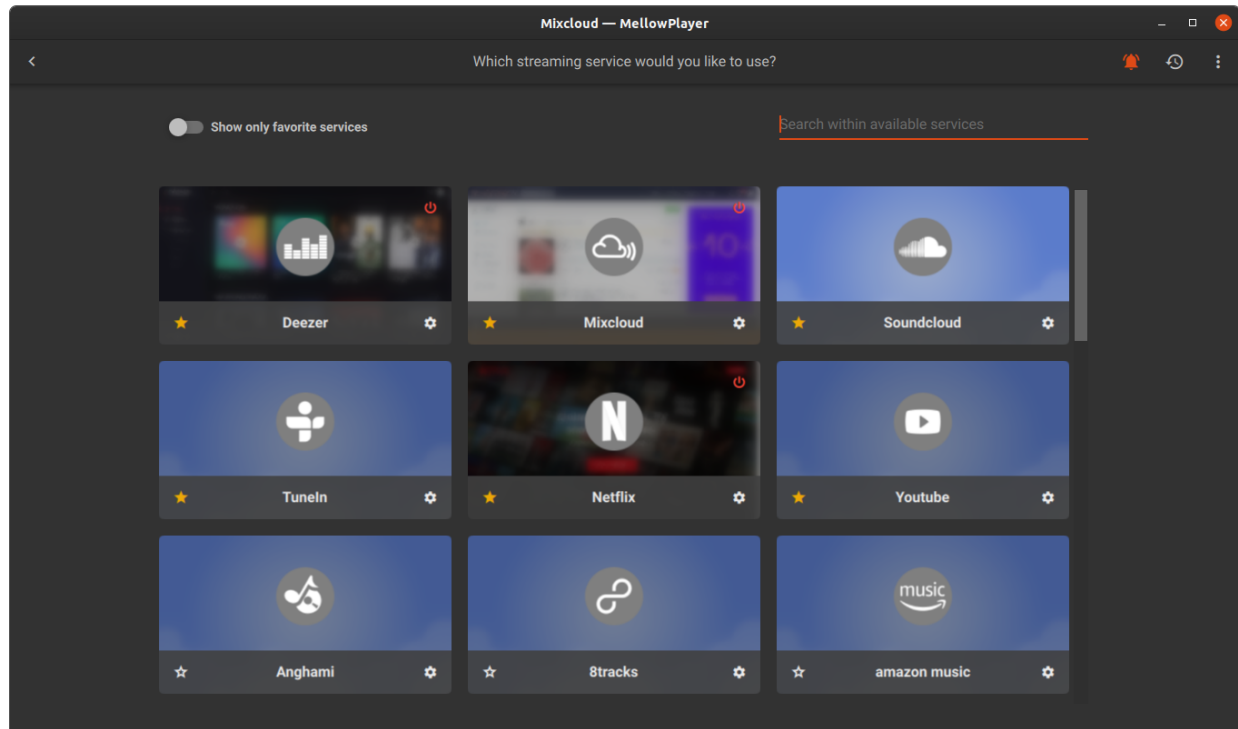 Mixcloud — MellowPlayer
Which streaming service would you like to use?
Show only favorite services
Search within available services
Deezer
Mixcloud
Soundcloud
TuneIn
N
Netflix
Youtube
Anghami
8tracks
music
amazon music